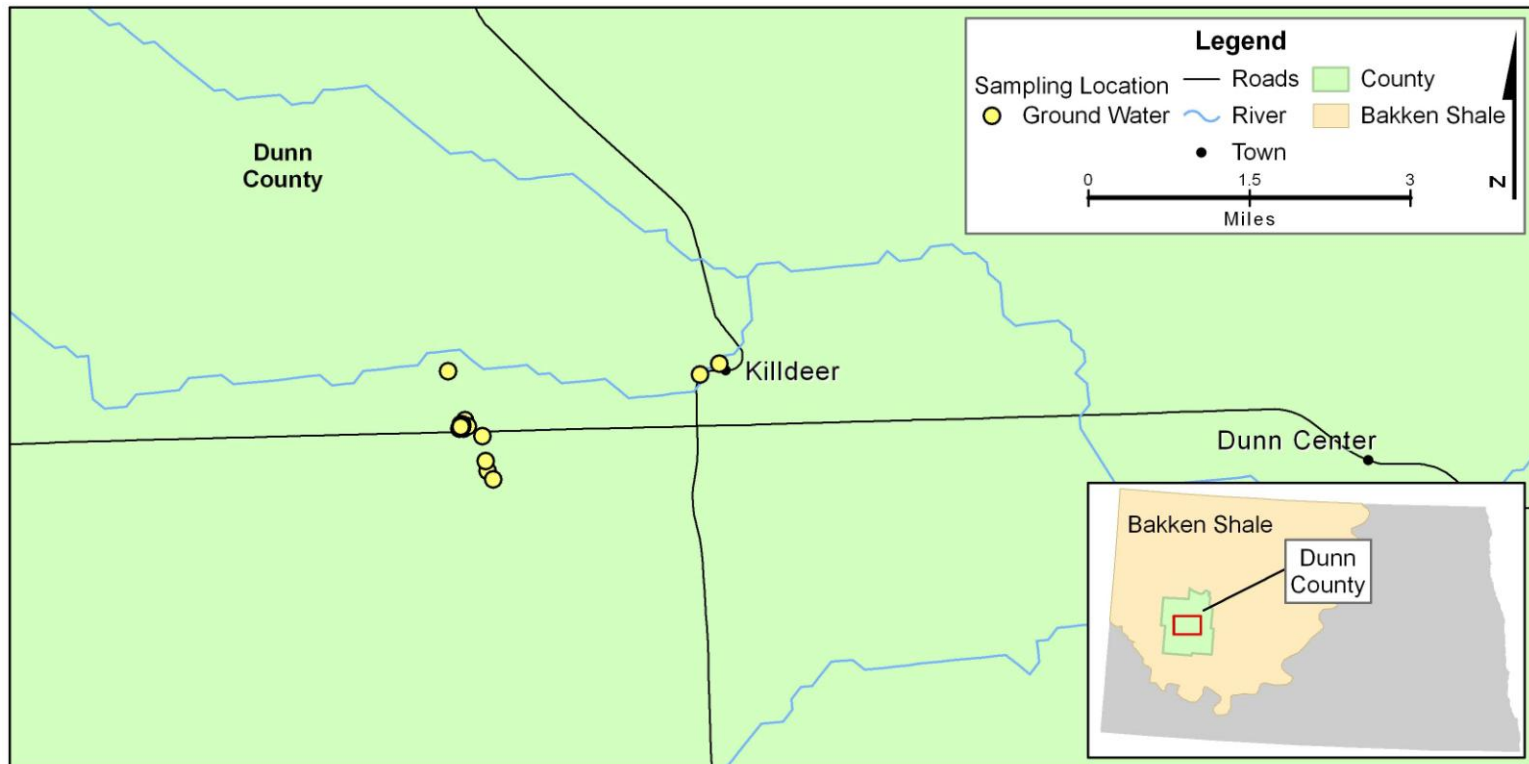 Legend
Sampling Location
Ground Water
Roads
River
Town
County
Bakken Shale
0 1.5 3
Miles
N
Dunn
County
Killdeer
Dunn Center
Bakken Shale
Dunn
County